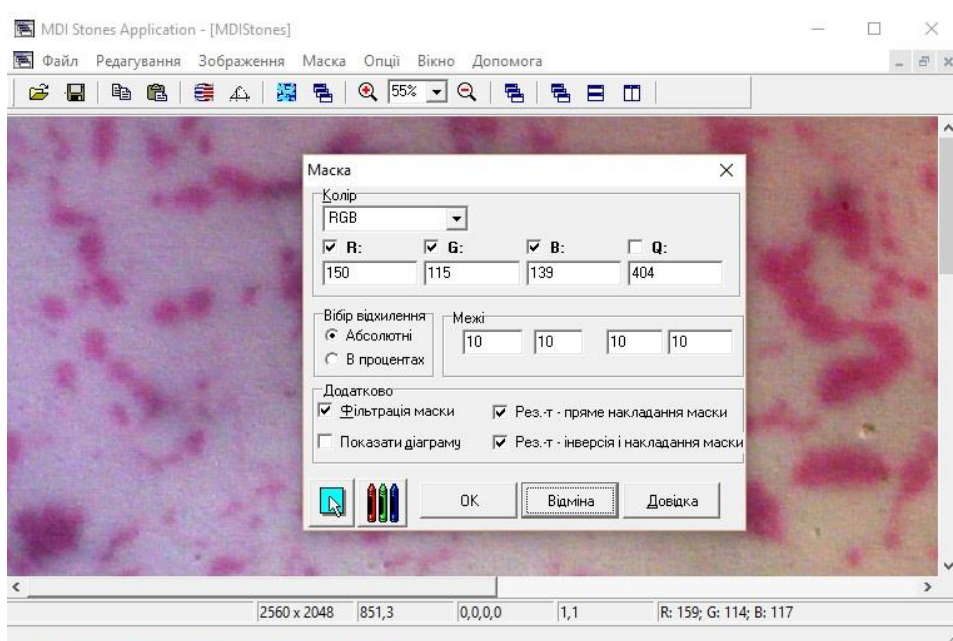 MDI Stones Application - [MDIStones]
Файл Редагування Зображення Маска Опції Вікно Допомога
55%
Маска
Колір
RGB
R: G: B: Q:
150 115 139 404
Вібір відхилення Межі
Абсолютні
В процентах
10 10 10 10
Додатково
Фільтрація маски Рез.-т - пряме накладання маски
Показати діаграму Рез.-т - інверсія і накладання маски
OK Відміна Довідка
2560 x 2048 851,3 0,0,0,0 1,1 R: 159; G: 114; B: 117